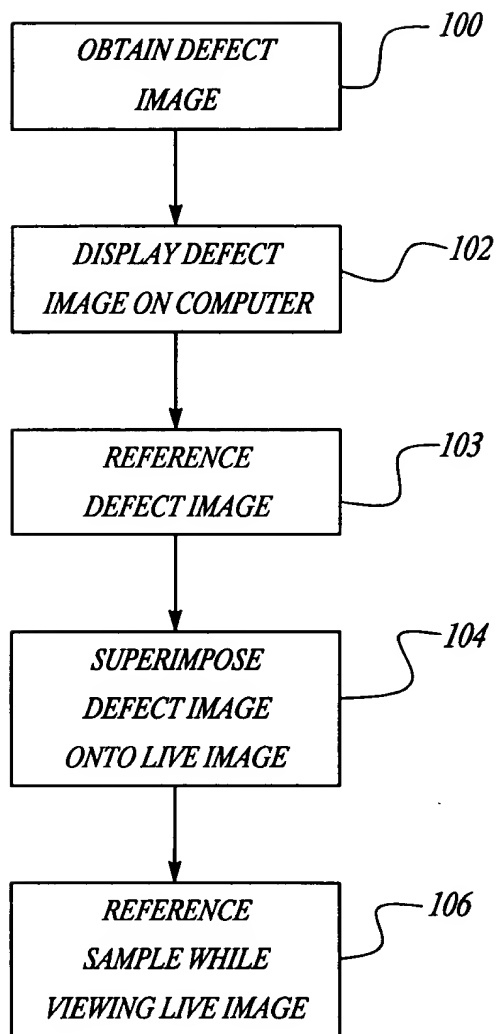 OBTAIN DEFECT
IMAGE
100
DISPLAY DEFECT
IMAGE ON COMPUTER
102
REFERENCE
DEFECT IMAGE
103
SUPERIMPOSE
DEFECT IMAGE
ONTO LIVE IMAGE
104
REFERENCE
SAMPLE WHILE
VIEWING LIVE IMAGE
106